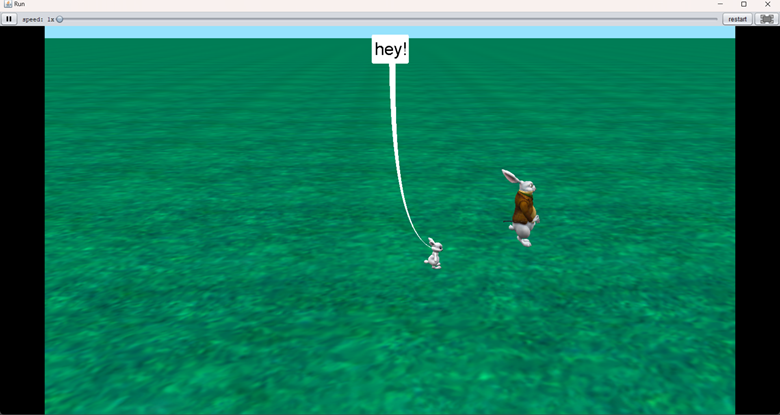 Run
speed: 1x
restart
hey!